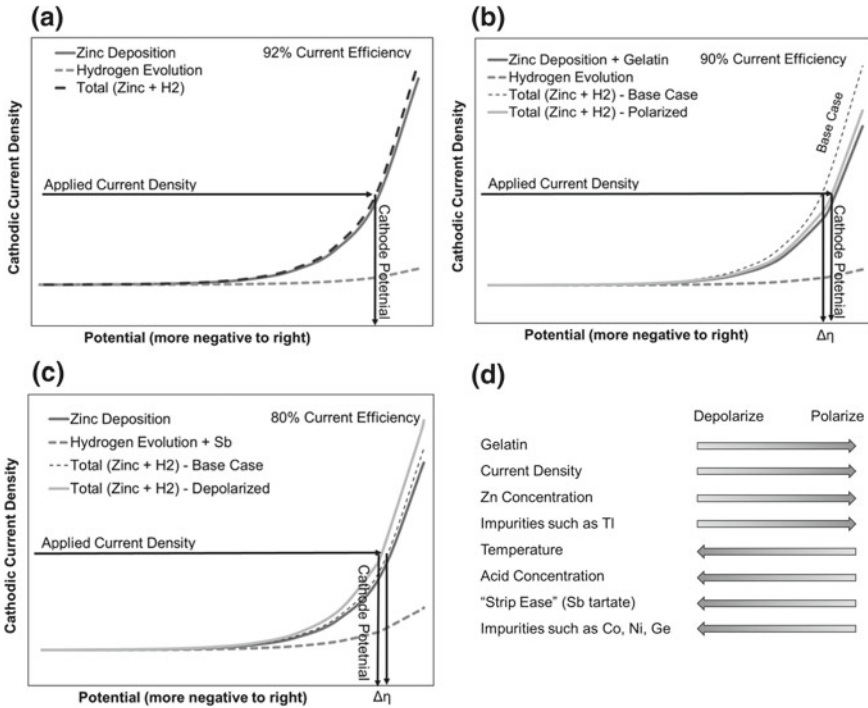 (a)
Zinc Deposition
92% Current Efficiency
Hydrogen Evolution
Total (Zinc + H2)
Applied Current Density
Cathode Potetnial
Cathodic Current Density
Potential (more negative to right)
(b)
Zinc Deposition + Gelatin
90% Current Efficiency
Hydrogen Evolution
Total (Zinc + H2) - Base Case
Total (Zinc + H2) - Polarized
Base Case
Applied Current Density
Cathode Potetnial
Cathodic Current Density
Potential (more negative to right)
Δη
(c)
Zinc Deposition
80% Current Efficiency
Hydrogen Evolution + Sb
Total (Zinc + H2) - Base Case
Total (Zinc + H2) - Depolarized
Applied Current Density
Cathode Potetnial
Cathodic Current Density
Potential (more negative to right)
Δη
(d)
Depolarize Polarize
Gelatin
Current Density
Zn Concentration
Impurities such as Tl
Temperature
Acid Concentration
“Strip Ease” (Sb tartate)
Impurities such as Co, Ni, Ge